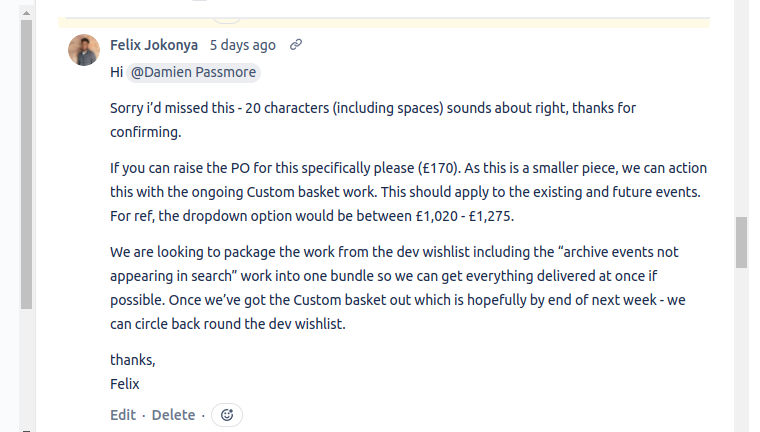 Felix Jokonya 5 days ago
Hi @Damien Passmore
Sorry i’d missed this - 20 characters (including spaces) sounds about right, thanks for
confirming.
If you can raise the PO for this specifically please (£170). As this is a smaller piece, we can action
this with the ongoing Custom basket work. This should apply to the existing and future events.
For ref, the dropdown option would be between £1,020 - £1,275.
We are looking to package the work from the dev wishlist including the “archive events not
appearing in search” work into one bundle so we can get everything delivered at once if
possible. Once we’ve got the Custom basket out which is hopefully by end of next week - we
can circle back round the dev wishlist.
thanks,
Felix
Edit · Delete ·